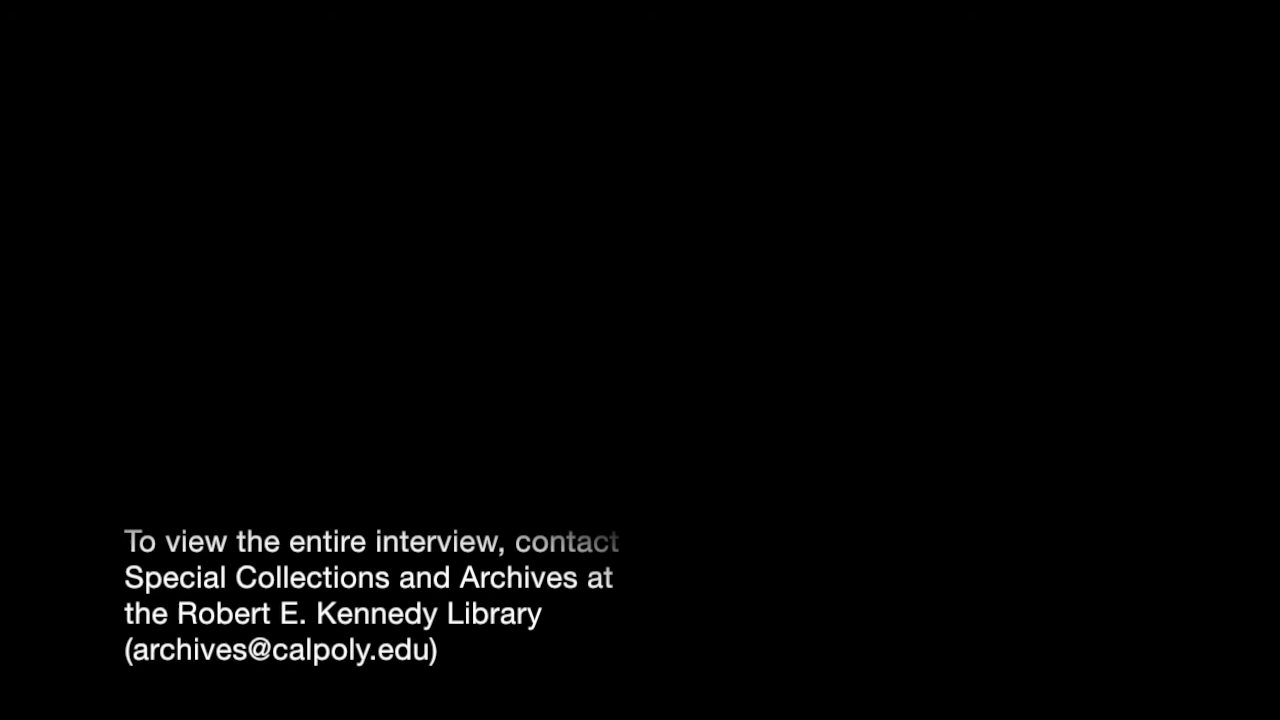 To view the entire interview, contact
Special Collections and Archives at
the Robert E. Kennedy Library
(archives@calpoly.edu)